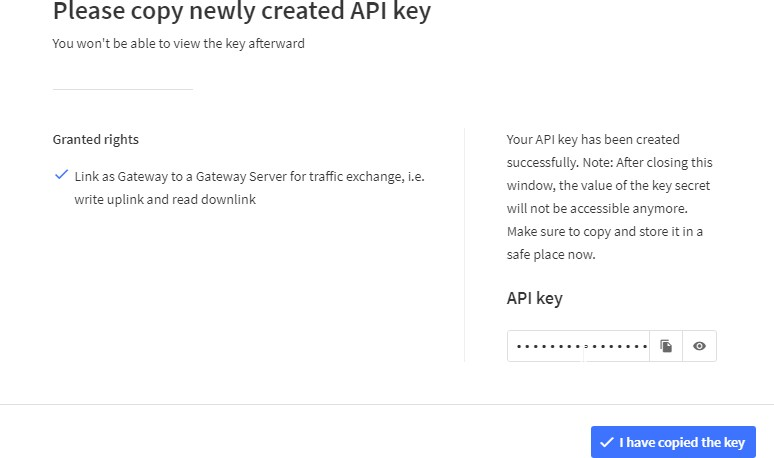 Please copy newly created API key
You won't be able to view the key afterward
Granted rights
Link as Gateway to a Gateway Server for traffic exchange, i.e.
write uplink and read downlink
Your API key has been created
successfully. Note: After closing this
window, the value of the key secret
will not be accessible anymore.
Make sure to copy and store it in a
safe place now.
API key
I have copied the key